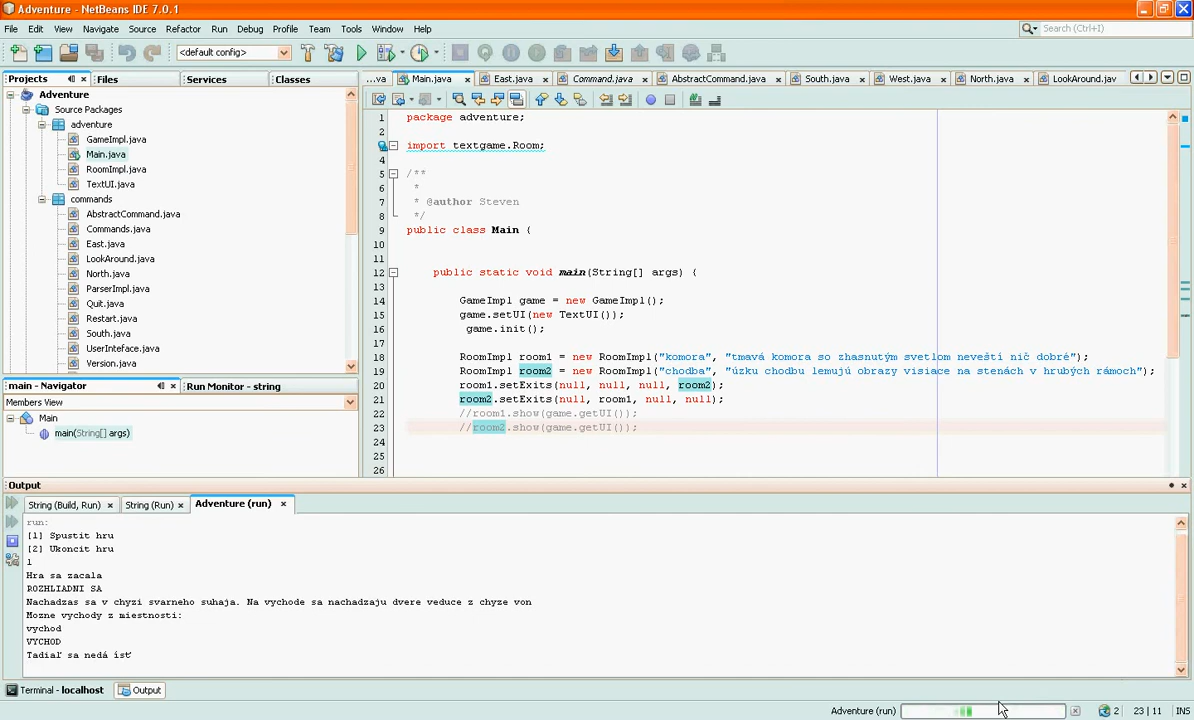 Adventure - NetBeans IDE 7.0.1
File Edit View Navigate Source Refactor Run Debug Profile Team Tools Window Help
Search (Ctrl+I)
<default config>
Projects Files Services Classes
...va Main.java East.java Command.java AbstractCommand.java South.java West.java North.java LookAround.jav
Adventure
Source Packages
adventure
GameImpl.java
Main.java
RoomImpl.java
TextUI.java
commands
AbstractCommand.java
Commands.java
East.java
LookAround.java
North.java
ParserImpl.java
Quit.java
Restart.java
South.java
UserInteface.java
Version.java
main - Navigator Run Monitor - string
Members View
Main
main(String[] args)
1 package adventure;
2
3 import textgame.Room;
4
5 /**
6 *
7 * @author Steven
8 */
9 public class Main {
10
11
12 public static void main(String[] args) {
13
14 GameImpl game = new GameImpl();
15 game.setUI(new TextUI());
16 game.init();
17
18 RoomImpl room1 = new RoomImpl("komora", "tmavá komora so zhasnutým svetlom neveští nič dobré");
19 RoomImpl room2 = new RoomImpl("chodba", "úzku chodbu lemujú obrazy visiace na stenách v hrubých rámoch");
20 room1.setExits(null, null, null, room2);
21 room2.setExits(null, room1, null, null);
22 //room1.show(game.getUI());
23 //room2.show(game.getUI());
24
25
26
Output
String (Build, Run) String (Run) Adventure (run)
run:
[1] Spustit hru
[2] Ukoncit hru
1
Hra sa zacala
ROZHLIADNI SA
Nachadzas sa v chyzi svarneho suhaja. Na vychode sa nachadzaju dvere veduce z chyze von
Mozne vychody z miestnosti:
vychod
VYCHOD
Tadiaľ sa nedá ísť
Terminal - localhost Output
Adventure (run) 2 23 | 11 INS